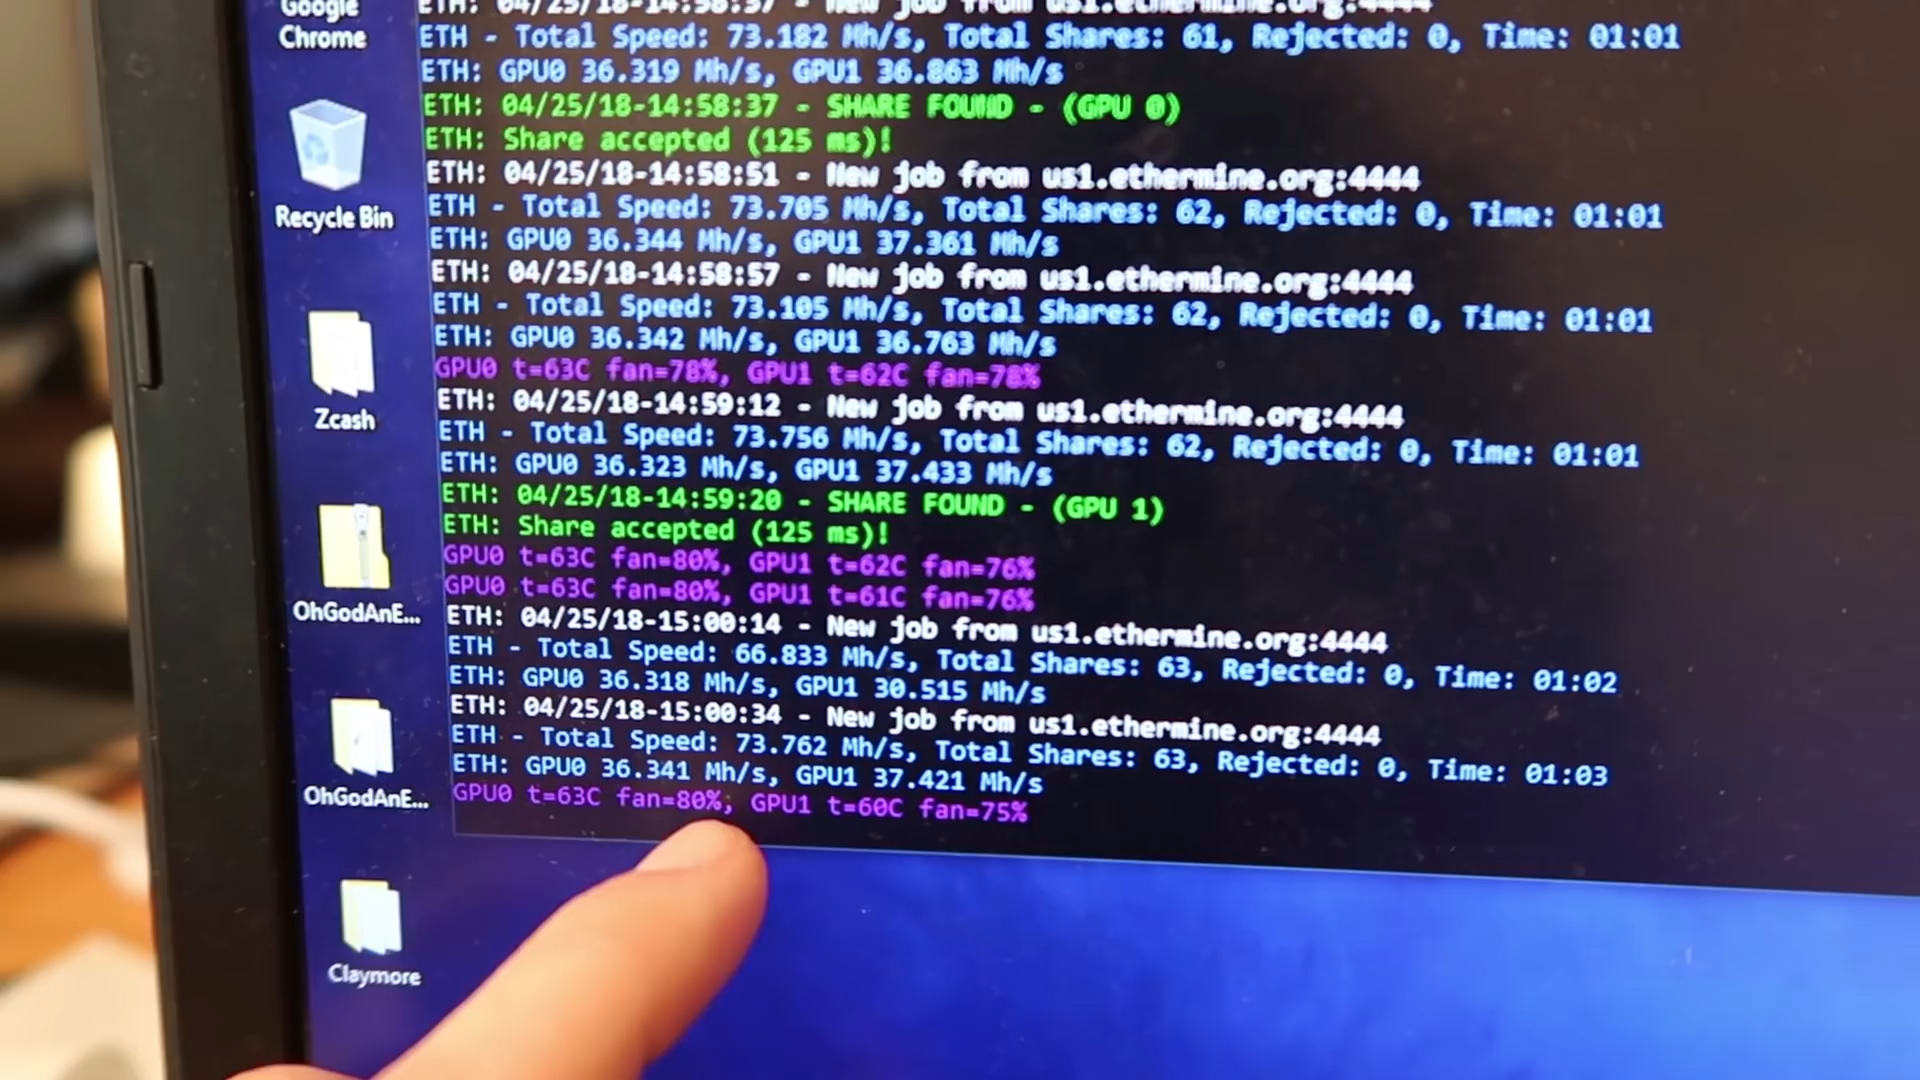 Google
Chrome
Recycle Bin
Zcash
OhGodAnE...
OhGodAnE...
Claymore
ETH: 04/25/18-14:58:37 - New job from us1.ethermine.org:4444
ETH - Total Speed: 73.182 Mh/s, Total Shares: 61, Rejected: 0, Time: 01:01
ETH: GPU0 36.319 Mh/s, GPU1 36.863 Mh/s
ETH: 04/25/18-14:58:37 - SHARE FOUND - (GPU 0)
ETH: Share accepted (125 ms)!
ETH: 04/25/18-14:58:51 - New job from us1.ethermine.org:4444
ETH - Total Speed: 73.705 Mh/s, Total Shares: 62, Rejected: 0, Time: 01:01
ETH: GPU0 36.344 Mh/s, GPU1 37.361 Mh/s
ETH: 04/25/18-14:58:57 - New job from us1.ethermine.org:4444
ETH - Total Speed: 73.105 Mh/s, Total Shares: 62, Rejected: 0, Time: 01:01
ETH: GPU0 36.342 Mh/s, GPU1 36.763 Mh/s
GPU0 t=63C fan=78%, GPU1 t=62C fan=78%
ETH: 04/25/18-14:59:12 - New job from us1.ethermine.org:4444
ETH - Total Speed: 73.756 Mh/s, Total Shares: 62, Rejected: 0, Time: 01:01
ETH: GPU0 36.323 Mh/s, GPU1 37.433 Mh/s
ETH: 04/25/18-14:59:20 - SHARE FOUND - (GPU 1)
ETH: Share accepted (125 ms)!
GPU0 t=63C fan=80%, GPU1 t=62C fan=76%
GPU0 t=63C fan=80%, GPU1 t=61C fan=76%
ETH: 04/25/18-15:00:14 - New job from us1.ethermine.org:4444
ETH - Total Speed: 66.833 Mh/s, Total Shares: 63, Rejected: 0, Time: 01:02
ETH: GPU0 36.318 Mh/s, GPU1 30.515 Mh/s
ETH: 04/25/18-15:00:34 - New job from us1.ethermine.org:4444
ETH - Total Speed: 73.762 Mh/s, Total Shares: 63, Rejected: 0, Time: 01:03
ETH: GPU0 36.341 Mh/s, GPU1 37.421 Mh/s
GPU0 t=63C fan=80%; GPU1 t=60C fan=75%